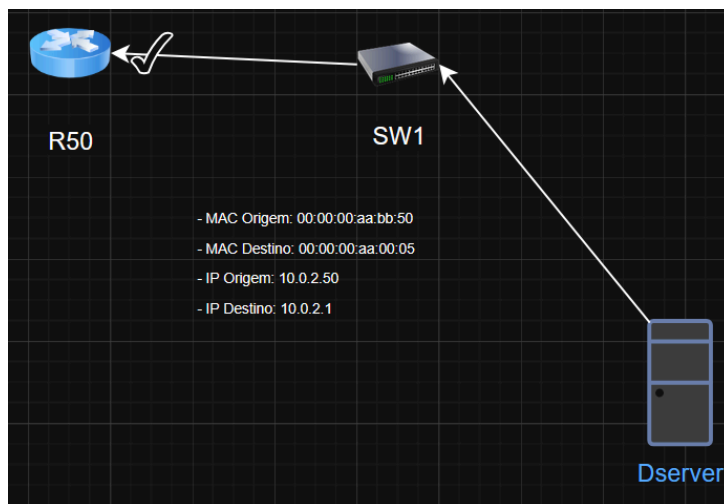 R50
SW1
- MAC Origem: 00:00:00:aa:bb:50
- MAC Destino: 00:00:00:aa:00:05
- IP Origem: 10.0.2.50
- IP Destino: 10.0.2.1
Dserver